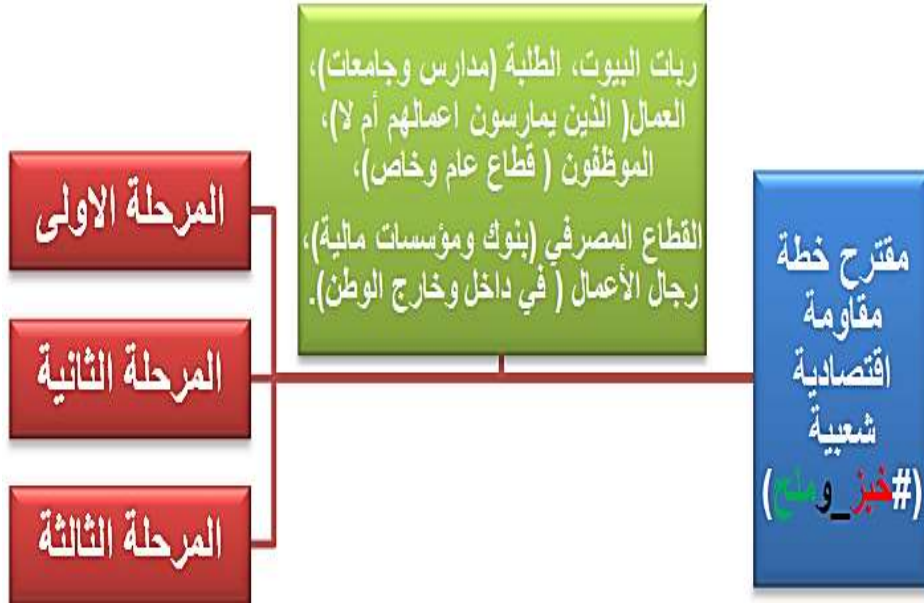 ربات البيوت، الطلبة (مدارس وجامعات)،
العمال( الذين يمارسون اعمالهم أم لا)،
الموظفون ( قطاع عام وخاص)،
القطاع المصرفي (بنوك ومؤسسات مالية)،
رجال الأعمال ( في داخل وخارج الوطن).
مقترح خطة
مقاومة
اقتصادية
شعبية
(#خبز_وملح)
المرحلة الاولى
المرحلة الثانية
المرحلة الثالثة